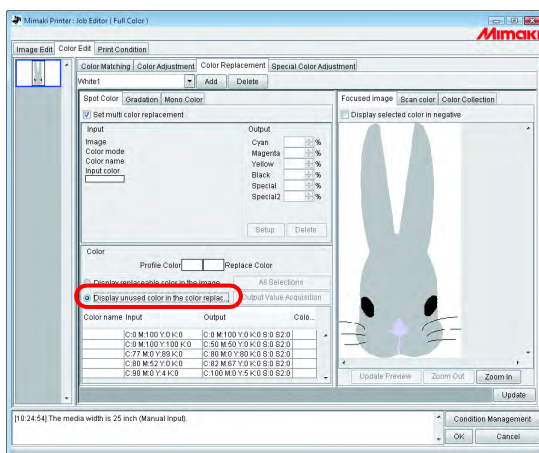 Mimaki Printer : Job Editor ( Full Color )
Mimaki
Image Edit Color Edit Print Condition
Color Matching Color Adjustment Color Replacement Special Color Adjustment
White1 Add Delete
Spot Color Gradation Mono Color
Focused image Scan color Color Collection
Set multi color replacement
Display selected color in negative
Input Output
Image Cyan %
Color mode Magenta %
Color name Yellow %
Input color Black %
Special %
Special2 %
Setup Delete
Color
Profile Color Replace Color
Display replaceable color in the image All Selections
Display unused color in the color replac... Output Value Acquisition
Color name Input Output Colo...
C:0 M:100 Y:0 K:0 C:0 M:100 Y:0 K:0 S:0 S2:0
C:0 M:100 Y:100 K:0 C:50 M:50 Y:0 K:0 S:0 S2:0
C:77 M:0 Y:89 K:0 C:80 M:0 Y:80 K:0 S:0 S2:0
C:80 M:52 Y:0 K:0 C:82 M:67 Y:0 K:0 S:0 S2:0
C:90 M:0 Y:4 K:0 C:100 M:0 Y:5 K:0 S:0 S2:0
Update Preview Zoom Out Zoom In
Update
[10:24:54] The media width is 25 inch (Manual Input).
Condition Management
OK Cancel